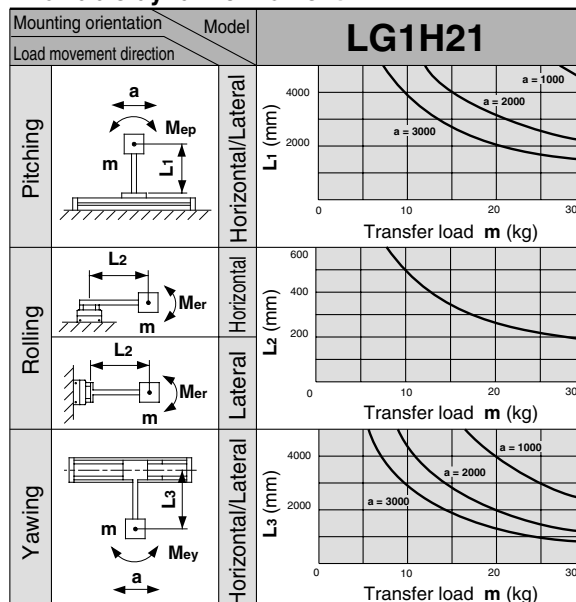 Mounting orientation
Model
Load movement direction
LG1H21
Pitching
a
Mep
m
L1
Horizontal/Lateral
L1 (mm)
4000
2000
a = 1000
a = 2000
a = 3000
0
10
20
30
Transfer load m (kg)
Rolling
L2
Mer
m
Horizontal
L2
Mer
m
Lateral
L2 (mm)
600
400
200
0
10
20
30
Transfer load m (kg)
Yawing
L3
m
Mey
a
Horizontal/Lateral
L3 (mm)
4000
2000
a = 1000
a = 2000
a = 3000
0
10
20
30
Transfer load m (kg)